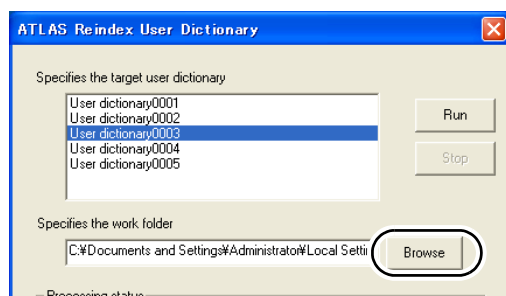 ATLAS Reindex User Dictionary
Specifies the target user dictionary
User dictionary0001
User dictionary0002
User dictionary0003
User dictionary0004
User dictionary0005
Run
Stop
Specifies the work folder
C:¥Documents and Settings¥Administrator¥Local Settin
Browse
Processing status